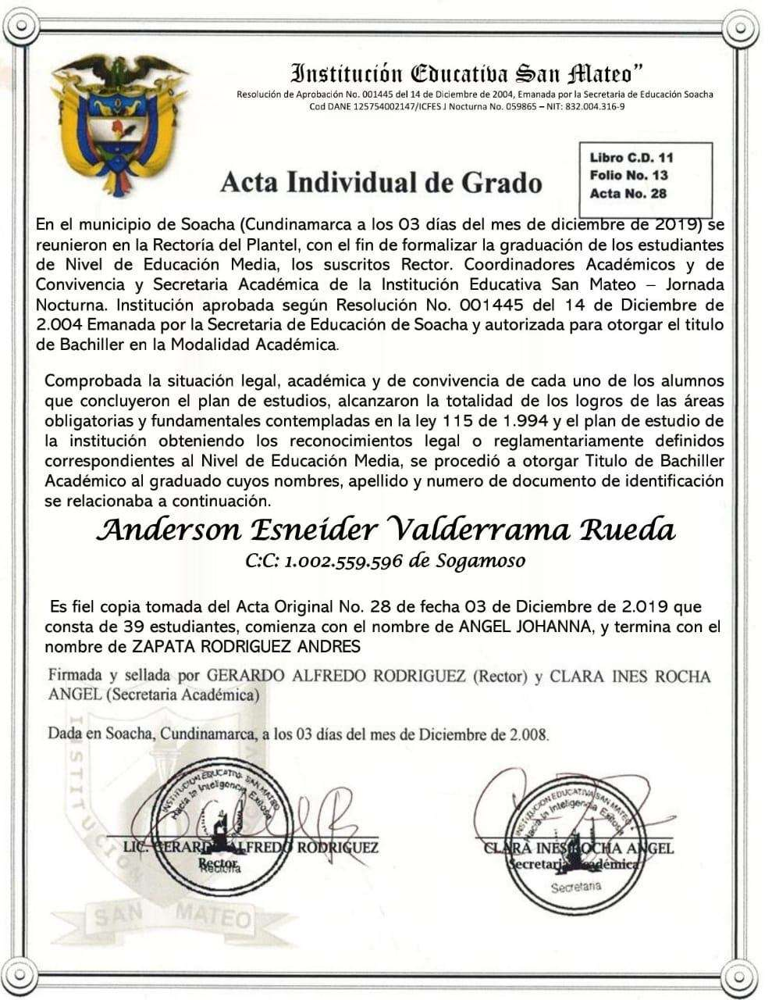 Institución Educativa San Mateo”
Resolución de Aprobación No. 001445 del 14 de Diciembre de 2004, Emanada por la Secretaria de Educación Soacha
Cod DANE 125754002147/ICFES J Nocturna No. 059865 – NIT: 832.004.316-9
Libro C.D. 11
Folio No. 13
Acta No. 28
Acta Individual de Grado
En el municipio de Soacha (Cundinamarca a los 03 días del mes de diciembre de 2019) se
reunieron en la Rectoría del Plantel, con el fin de formalizar la graduación de los estudiantes
de Nivel de Educación Media, los suscritos Rector. Coordinadores Académicos y de
Convivencia y Secretaria Académica de la Institución Educativa San Mateo – Jornada
Nocturna. Institución aprobada según Resolución No. 001445 del 14 de Diciembre de
2.004 Emanada por la Secretaria de Educación de Soacha y autorizada para otorgar el titulo
de Bachiller en la Modalidad Académica.
Comprobada la situación legal, académica y de convivencia de cada uno de los alumnos
que concluyeron el plan de estudios, alcanzaron la totalidad de los logros de las áreas
obligatorias y fundamentales contempladas en la ley 115 de 1.994 y el plan de estudio de
la institución obteniendo los reconocimientos legal o reglamentariamente definidos
correspondientes al Nivel de Educación Media, se procedió a otorgar Titulo de Bachiller
Académico al graduado cuyos nombres, apellido y numero de documento de identificación
se relacionaba a continuación.
Anderson Esneider Valderrama Rueda
C:C: 1.002.559.596 de Sogamoso
Es fiel copia tomada del Acta Original No. 28 de fecha 03 de Diciembre de 2.019 que
consta de 39 estudiantes, comienza con el nombre de ANGEL JOHANNA, y termina con el
nombre de ZAPATA RODRIGUEZ ANDRES
Firmada y sellada por GERARDO ALFREDO RODRIGUEZ (Rector) y CLARA INES ROCHA
ANGEL (Secretaria Académica)
Dada en Soacha, Cundinamarca, a los 03 días del mes de Diciembre de 2.008.
INSTITUCION EDUCATIVA SAN MATEO
Hacia la Inteligencia Exitosa
LIC. GERARDO ALFREDO RODRIGUEZ
Rector
Rectoria
INSTITUCION EDUCATIVA SAN MATEO
Hacia la Inteligencia Exitosa
CLARA INES ROCHA ANGEL
Secretaria Académica
Secretaria
SAN MATEO